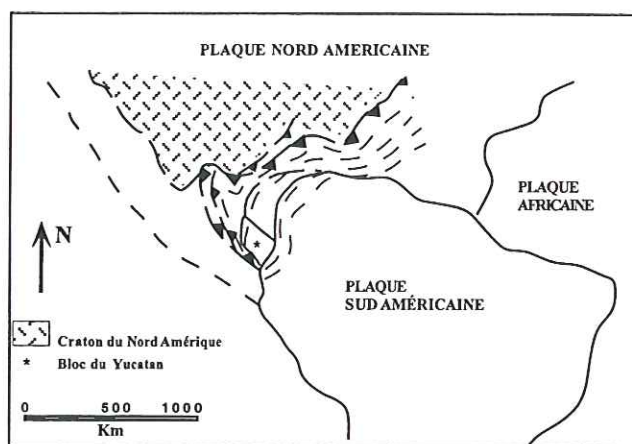 PLAQUE NORD AMERICAINE
PLAQUE
AFRICAINE
N
*
PLAQUE
SUD AMÉRICAINE
Craton du Nord Amérique
* Bloc du Yucatan
0 500 1000
Km